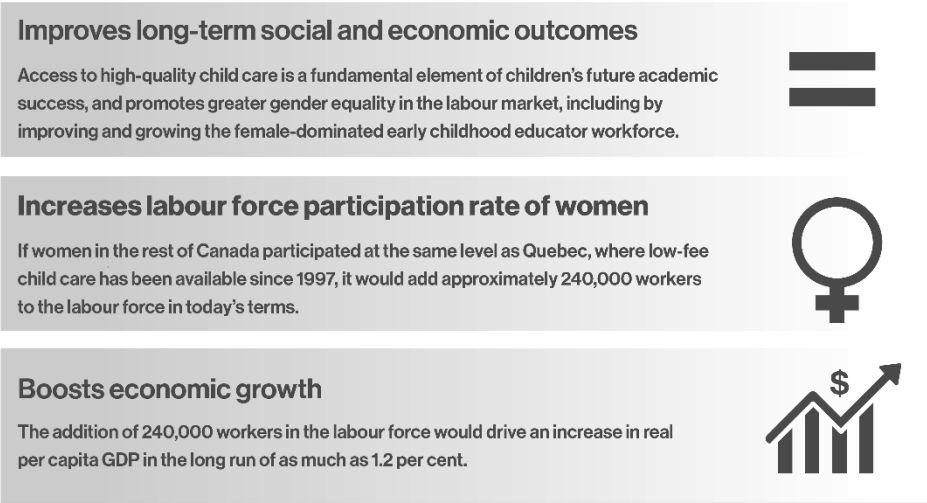 Improves long-term social and economic outcomes
Access to high-quality child care is a fundamental element of children's future academic
success, and promotes greater gender equality in the labour market, including by
improving and growing the female-dominated early childhood educator workforce.
Increases labour force participation rate of women
If women in the rest of Canada participated at the same level as Quebec, where low-fee
child care has been available since 1997, it would add approximately 240,000 workers
to the labour force in today's terms.
$
Boosts economic growth
The addition of 240,000 workers in the labour force would drive an increase in real
per capita GDP in the long run of as much as 1.2 per cent.